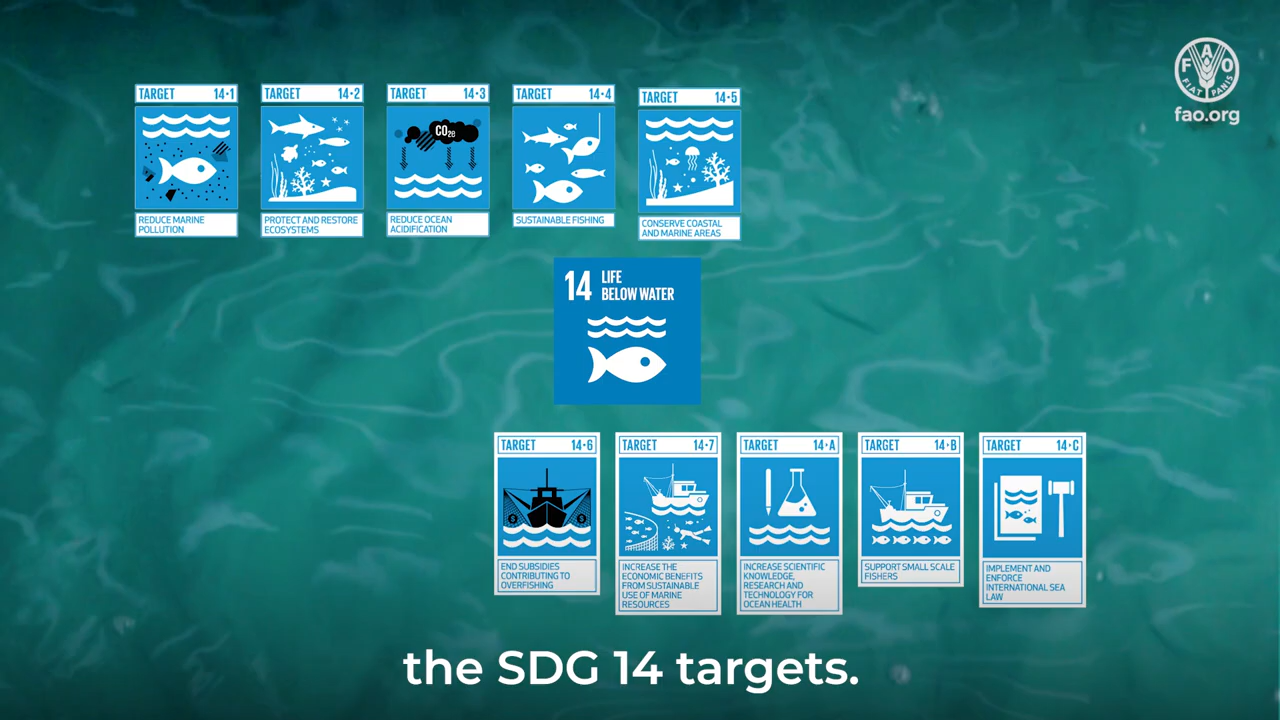 F A O
FIAT PANIS
fao.org
TARGET 14·1
REDUCE MARINE
POLLUTION
TARGET 14·2
PROTECT AND RESTORE
ECOSYSTEMS
TARGET 14·3
CO2e
REDUCE OCEAN
ACIDIFICATION
TARGET 14·4
SUSTAINABLE FISHING
TARGET 14·5
CONSERVE COASTAL
AND MARINE AREAS
14 LIFE
BELOW WATER
TARGET 14·6
$ $
END SUBSIDIES
CONTRIBUTING TO
OVERFISHING
TARGET 14·7
INCREASE THE
ECONOMIC BENEFITS
FROM SUSTAINABLE
USE OF MARINE
RESOURCES
TARGET 14·A
INCREASE SCIENTIFIC
KNOWLEDGE,
RESEARCH AND
TECHNOLOGY FOR
OCEAN HEALTH
TARGET 14·B
SUPPORT SMALL SCALE
FISHERS
TARGET 14·C
IMPLEMENT AND
ENFORCE
INTERNATIONAL SEA
LAW
the SDG 14 targets.